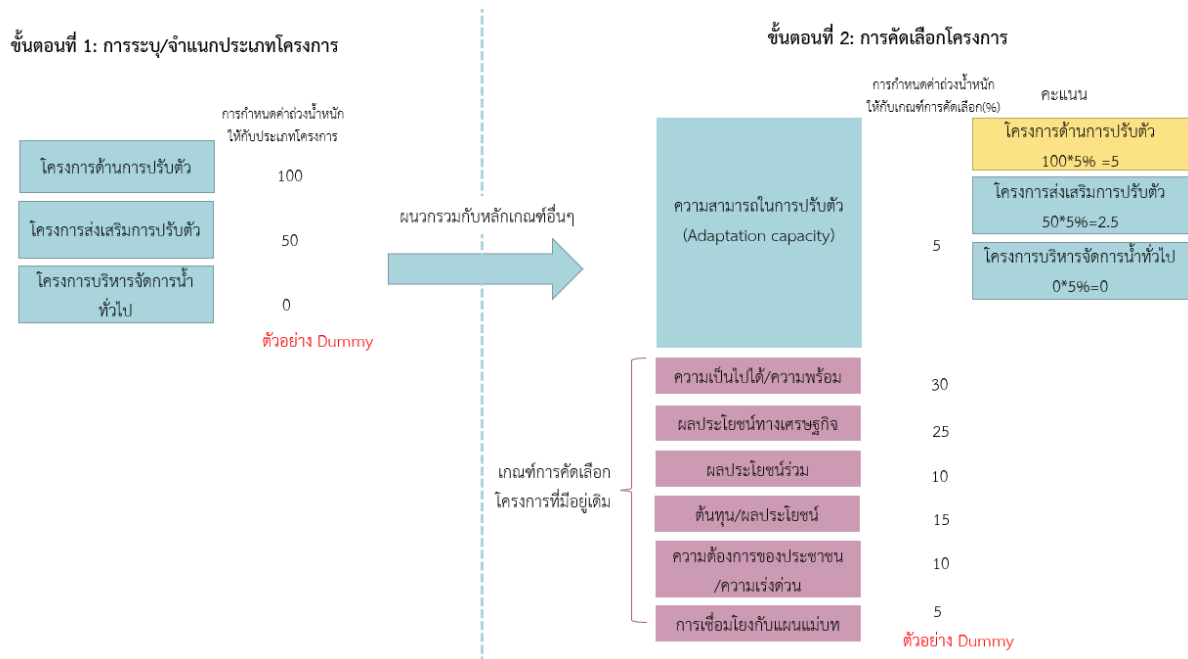 ขั้นตอนที่ 1: การระบุ/จำแนกประเภทโครงการ
การกำหนดค่าถ่วงน้ำหนัก
ให้กับประเภทโครงการ
โครงการด้านการปรับตัว
100
โครงการส่งเสริมการปรับตัว
50
โครงการบริหารจัดการน้ำ
ทั่วไป
0
ตัวอย่าง Dummy
ผนวกรวมกับหลักเกณฑ์อื่นๆ
ขั้นตอนที่ 2: การคัดเลือกโครงการ
การกำหนดค่าถ่วงน้ำหนัก
ให้กับเกณฑ์การคัดเลือก(%)
คะแนน
ความสามารถในการปรับตัว
(Adaptation capacity)
5
โครงการด้านการปรับตัว
100*5% =5
โครงการส่งเสริมการปรับตัว
50*5%=2.5
โครงการบริหารจัดการน้ำทั่วไป
0*5%=0
เกณฑ์การคัดเลือก
โครงการที่มีอยู่เดิม
ความเป็นไปได้/ความพร้อม
30
ผลประโยชน์ทางเศรษฐกิจ
25
ผลประโยชน์ร่วม
10
ต้นทุน/ผลประโยชน์
15
ความต้องการของประชาชน
/ความเร่งด่วน
10
การเชื่อมโยงกับแผนแม่บท
5
ตัวอย่าง Dummy